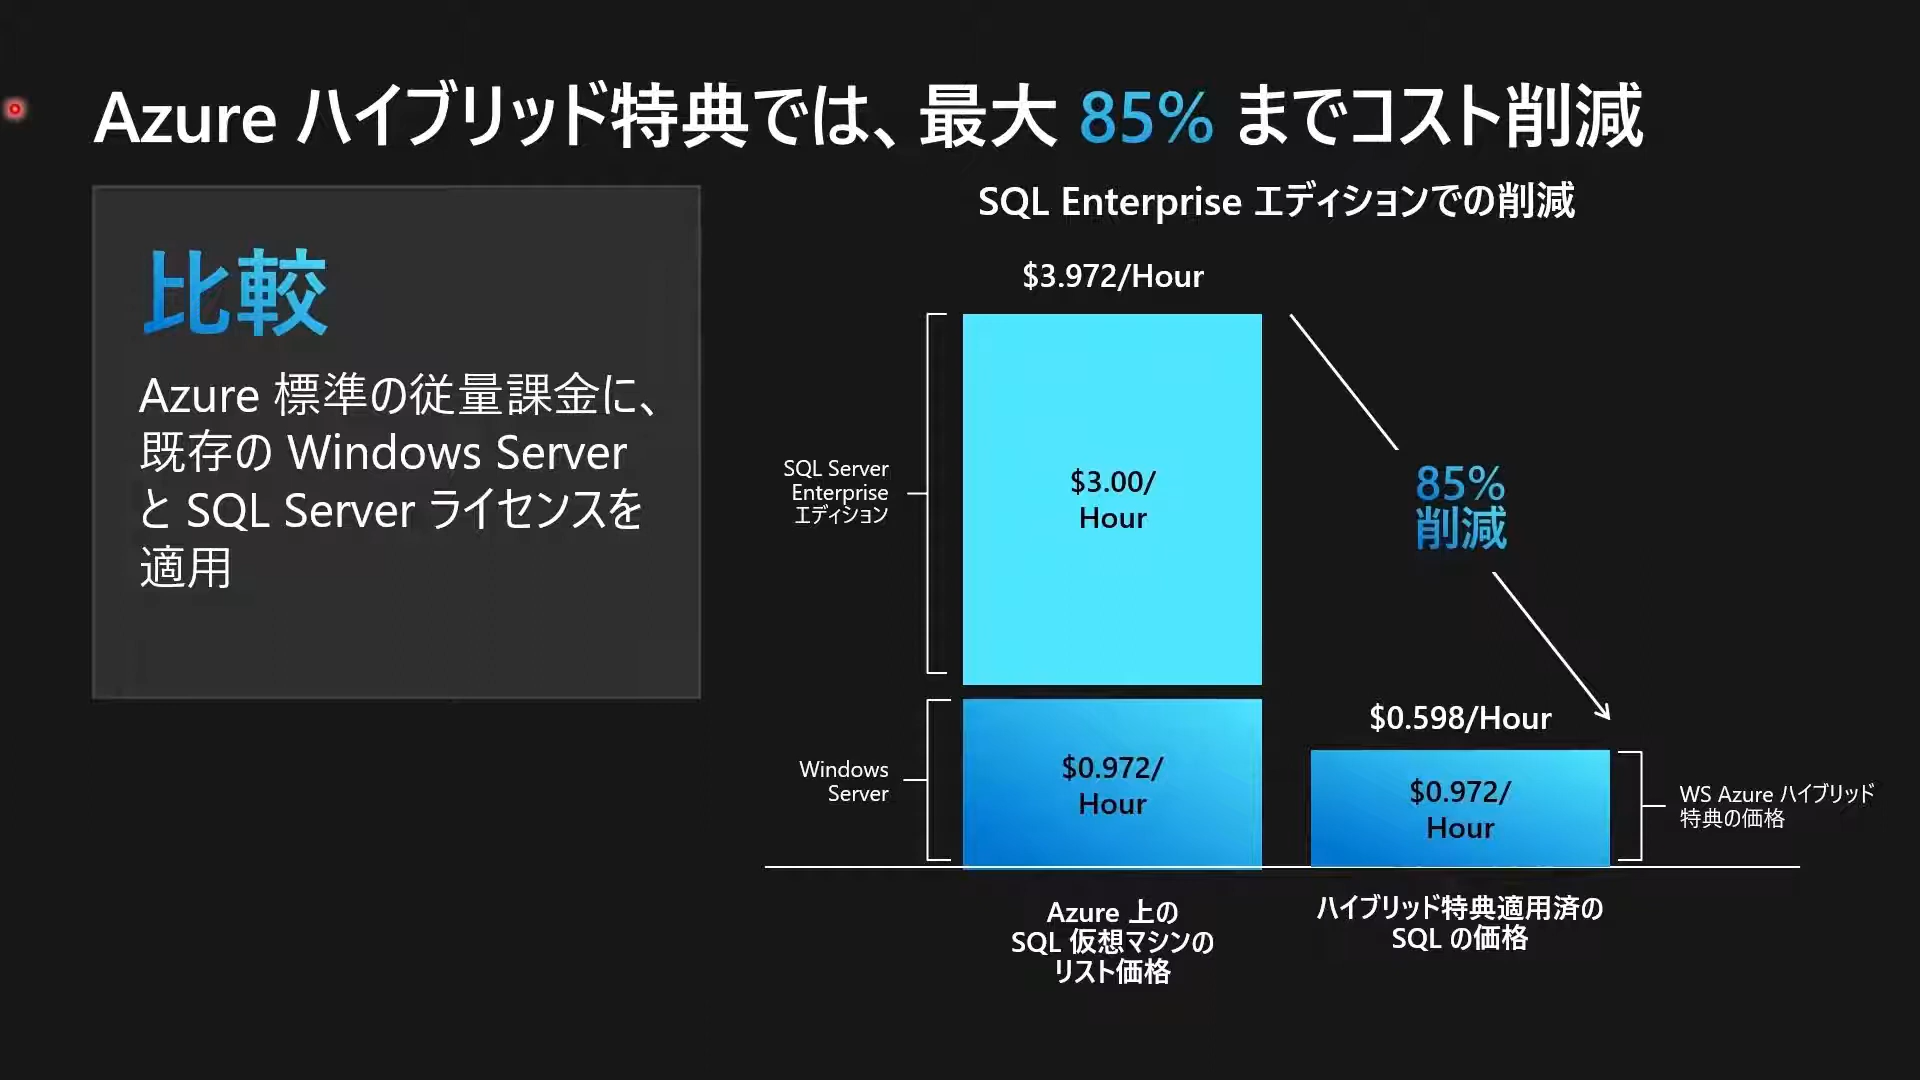 Azure ハイブリッド特典では、最大 85% までコスト削減
比較
Azure 標準の従量課金に、
既存の Windows Server
と SQL Server ライセンスを
適用
SQL Enterprise エディションでの削減
$3.972/Hour
SQL Server
Enterprise
エディション
$3.00/
Hour
85%
削減
Windows
Server
$0.972/
Hour
$0.598/Hour
$0.972/
Hour
WS Azure ハイブリッド
特典の価格
Azure 上の
SQL 仮想マシンの
リスト価格
ハイブリッド特典適用済の
SQL の価格